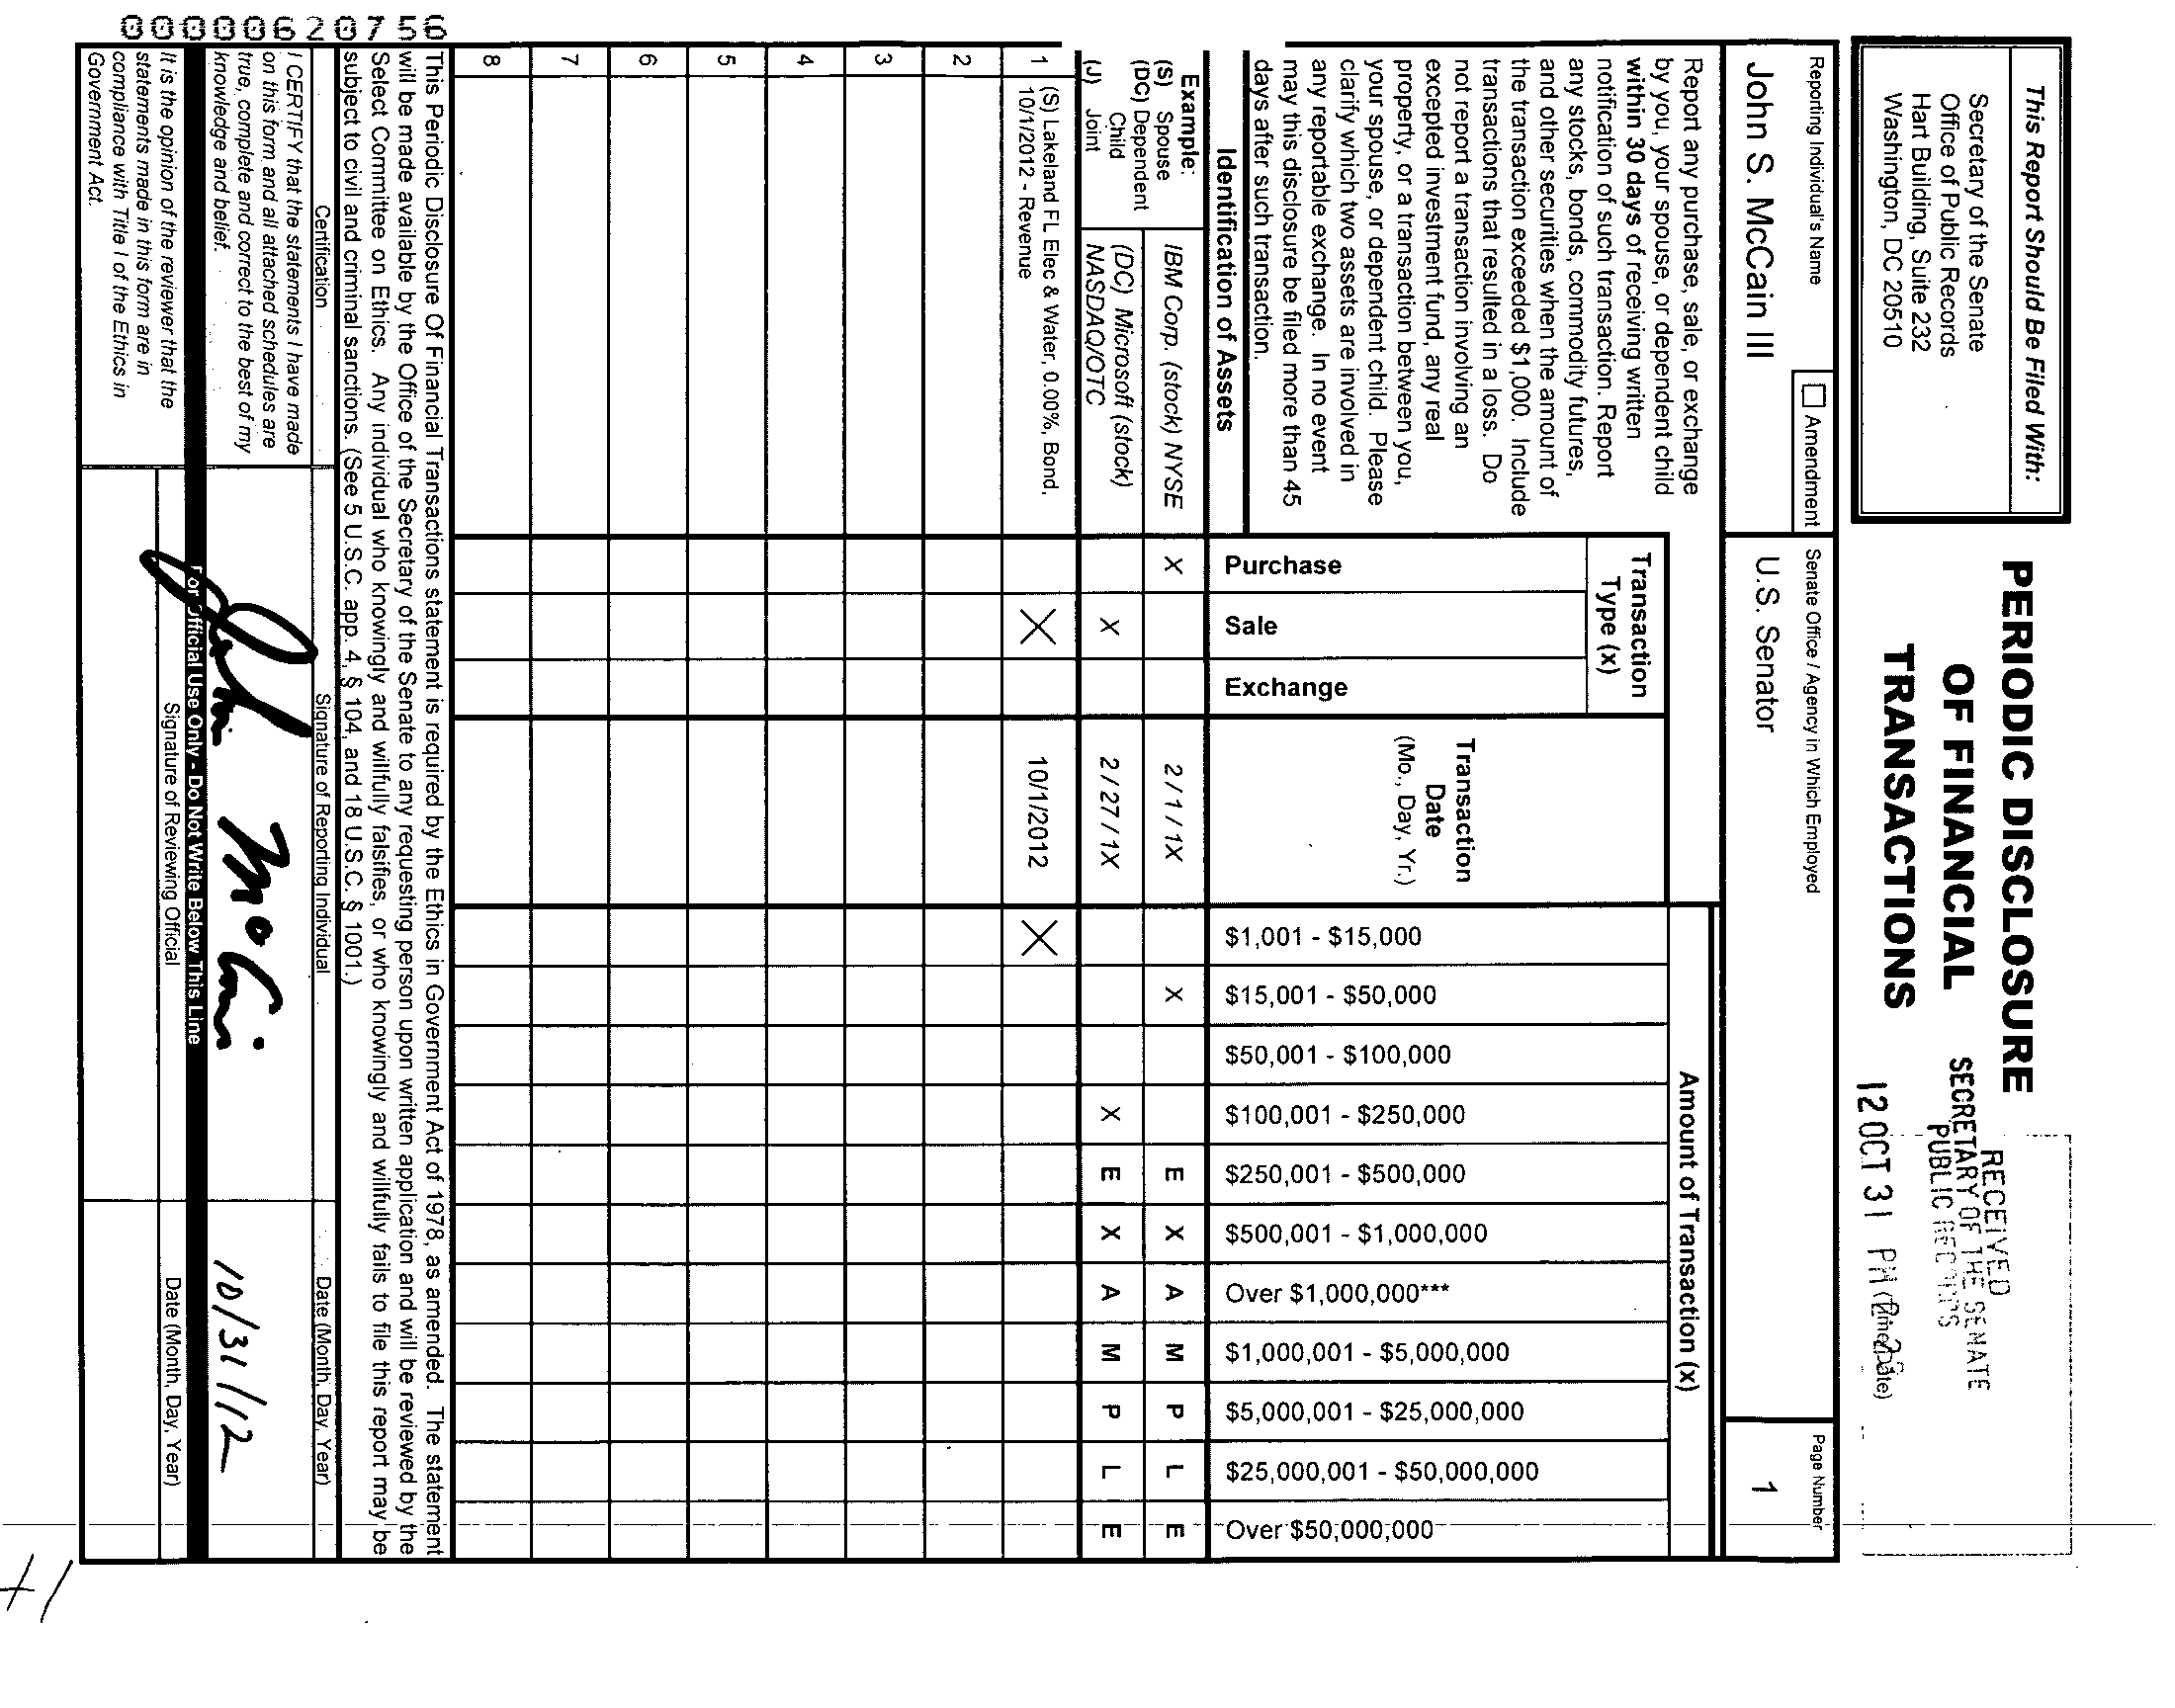 This Report Should Be Filed With:
Secretary of the Senate
Office of Public Records
Hart Building, Suite 232
Washington, DC 20510
PERIODIC DISCLOSURE
OF FINANCIAL
TRANSACTIONS
RECEIVED
SECRETARY OF THE SENATE
PUBLIC RECORDS
12 OCT 31 PM
Reporting Individual's Name
Amendment
Senate Office / Agency in Which Employed
Page Number
John S. McCain III
U.S. Senator
1
Report any purchase, sale, or exchange
by you, your spouse, or dependent child
within 30 days of receiving written
notification of such transaction. Report
any stocks, bonds, commodity futures,
and other securities when the amount of
the transaction exceeded $1,000. Include
transactions that resulted in a loss. Do
not report a transaction involving an
excepted investment fund, any real
property, or a transaction between you,
your spouse, or dependent child. Please
clarify which two assets are involved in
any reportable exchange. In no event
may this disclosure be filed more than 45
days after such transaction.
Identification of Assets
Transaction
Type (x)
Purchase
Sale
Exchange
Transaction
Date
(Mo., Day, Yr.)
Amount of Transaction (x)
$1,001 - $15,000
$15,001 - $50,000
$50,001 - $100,000
$100,001 - $250,000
$250,001 - $500,000
$500,001 - $1,000,000
Over $1,000,000***
$1,000,001 - $5,000,000
$5,000,001 - $25,000,000
$25,000,001 - $50,000,000
Over $50,000,000
Example:
(S) Spouse
(DC) Dependent
Child
(J) Joint
IBM Corp. (stock) NYSE X 2 / 1 / 1X X E X A M P L E
(DC) Microsoft (stock)
NASDAQ/OTC X 2 / 27 / 1X X E X A M P L E
1 (S) Lakeland FL Elec & Water, 0.00%, Bond,
10/1/2012 - Revenue X 10/1/2012 X
2
3
4
5
6
7
8
This Periodic Disclosure Of Financial Transactions statement is required by the Ethics in Government Act of 1978, as amended. The statement
will be made available by the Office of the Secretary of the Senate to any requesting person upon written application and will be reviewed by the
Select Committee on Ethics. Any individual who knowingly and willfully falsifies, or who knowingly and willfully fails to file this report may be
subject to civil and criminal sanctions. (See 5 U.S.C. app. 4, § 104, and 18 U.S.C. § 1001.)
Certification
Signature of Reporting Individual
Date (Month, Day, Year)
I CERTIFY that the statements I have made
on this form and all attached schedules are
true, complete and correct to the best of my
knowledge and belief.
John McCain
10/31/12
For Official Use Only - Do Not Write Below This Line
It is the opinion of the reviewer that the
statements made in this form are in
compliance with Title I of the Ethics in
Government Act.
Signature of Reviewing Official
Date (Month, Day, Year)
00000620756